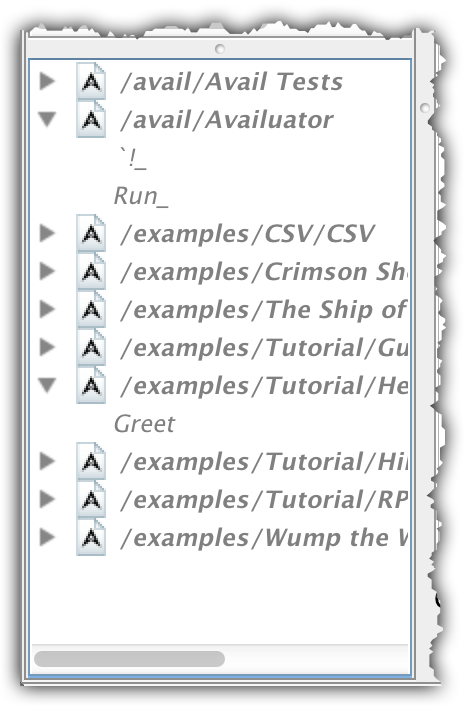 /avail/Avail Tests
/avail/Availuator
`!_
Run_
/examples/CSV/CSV
/examples/Crimson Sh
/examples/The Ship of
/examples/Tutorial/Gu
/examples/Tutorial/He
Greet
/examples/Tutorial/Hi
/examples/Tutorial/RP
/examples/Wump the